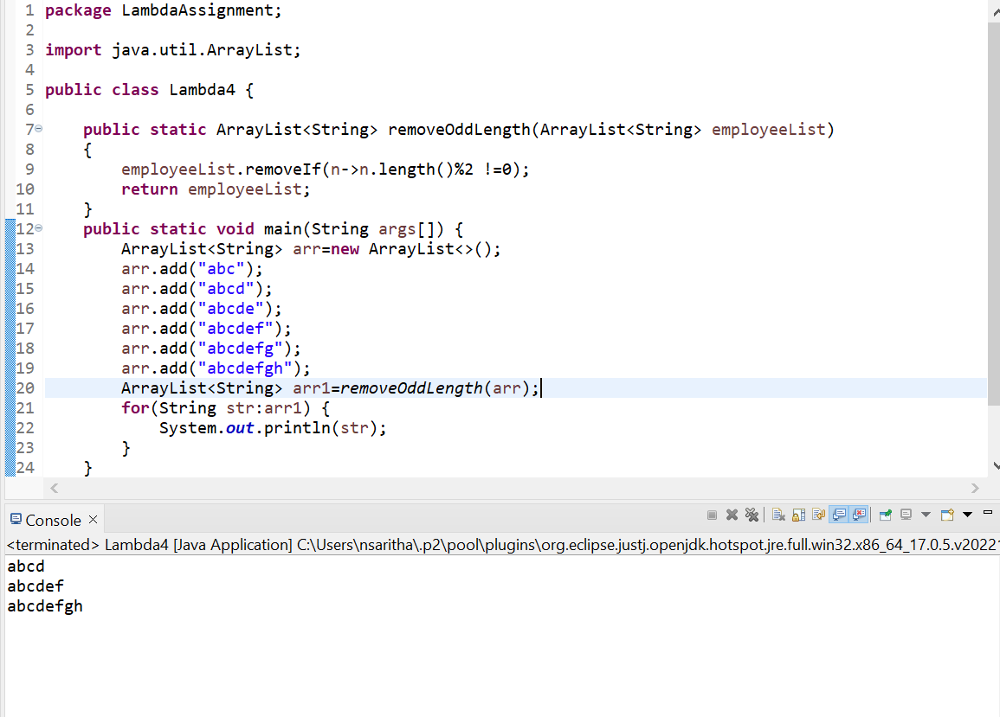 1 package LambdaAssignment;
2
3 import java.util.ArrayList;
4
5 public class Lambda4 {
6
7 public static ArrayList<String> removeOddLength(ArrayList<String> employeeList)
8 {
9 employeeList.removeIf(n->n.length()%2 !=0);
10 return employeeList;
11 }
12 public static void main(String args[]) {
13 ArrayList<String> arr=new ArrayList<>();
14 arr.add("abc");
15 arr.add("abcd");
16 arr.add("abcde");
17 arr.add("abcdef");
18 arr.add("abcdefg");
19 arr.add("abcdefgh");
20 ArrayList<String> arr1=removeOddLength(arr);
21 for(String str:arr1) {
22 System.out.println(str);
23 }
24 }
Console
<terminated> Lambda4 [Java Application] C:\Users\nsaritha\.p2\pool\plugins\org.eclipse.justj.openjdk.hotspot.jre.full.win32.x86_64_17.0.5.v20221
abcd
abcdef
abcdefgh